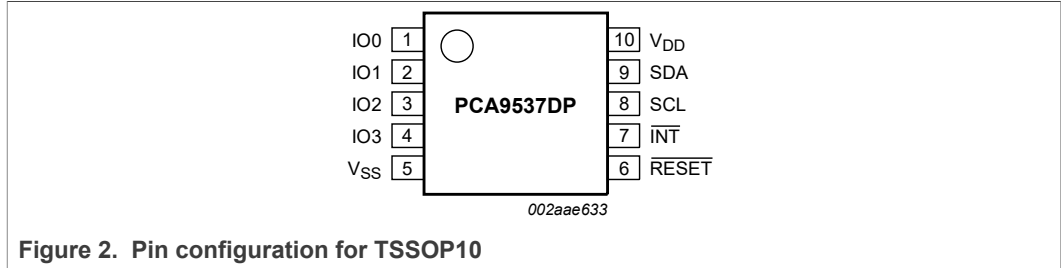 IO0 1 10 VDD
IO1 2 9 SDA
IO2 3 PCA9537DP 8 SCL
IO3 4 7 INT
VSS 5 6 RESET
002aae633
Figure 2. Pin configuration for TSSOP10